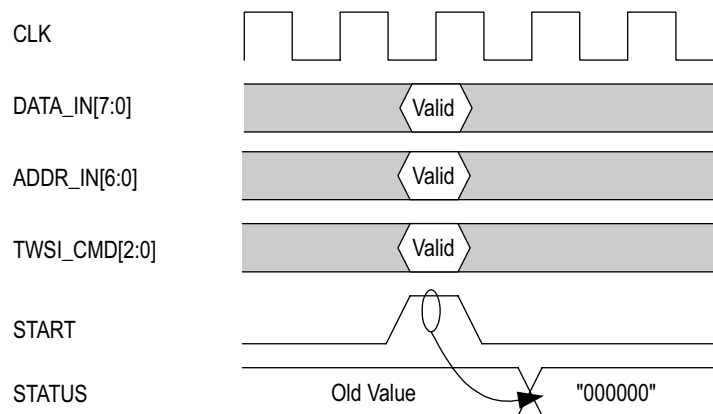 CLK
DATA_IN[7:0] Valid
ADDR_IN[6:0] Valid
TWSI_CMD[2:0] Valid
START
STATUS Old Value "000000"